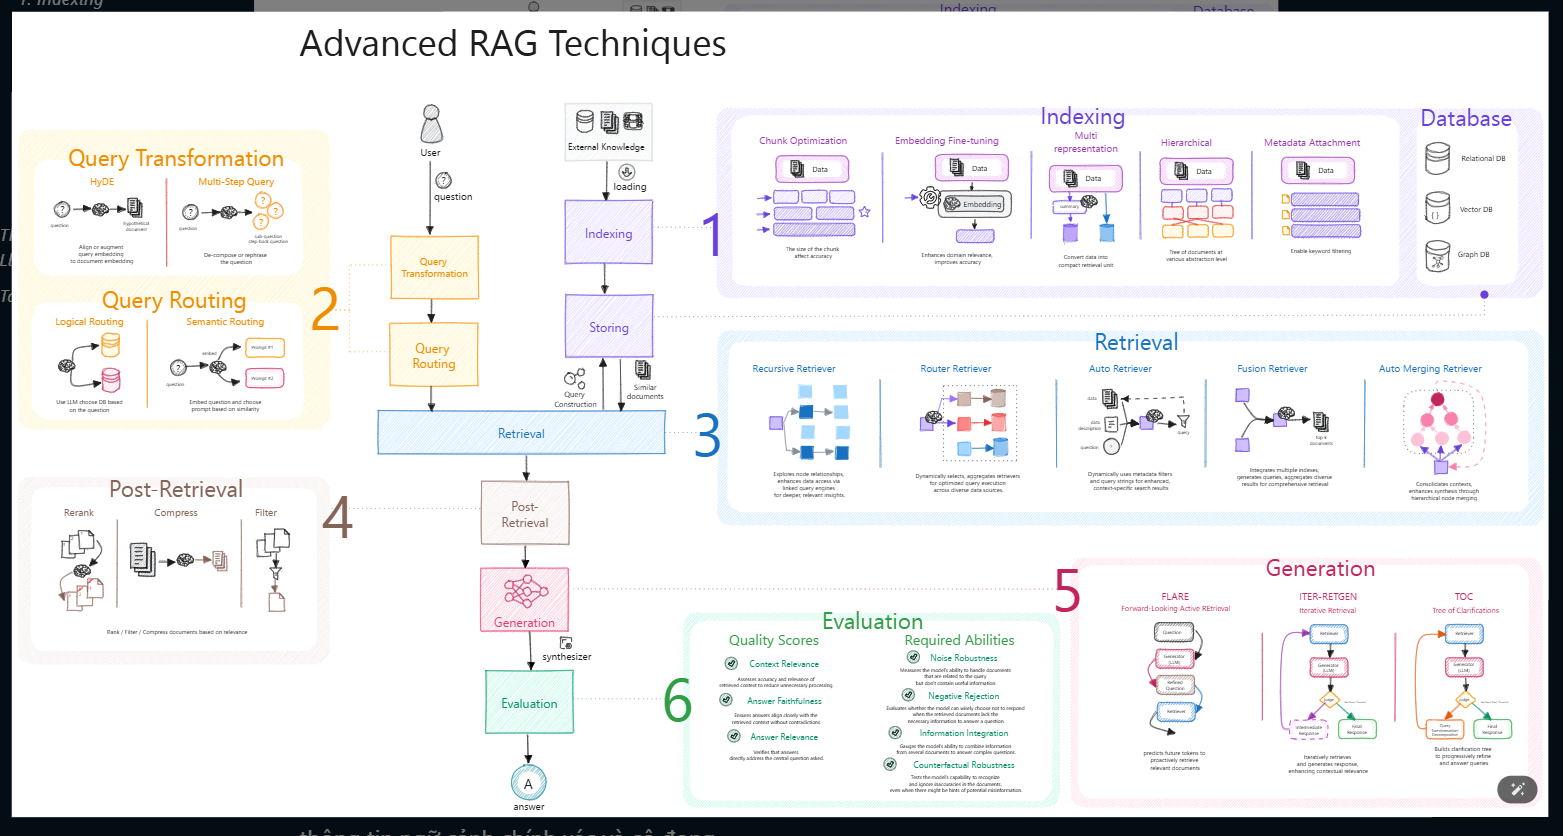 1. Indexing
Indexing
Database
Advanced RAG Techniques
User
question
External Knowledge
loading
Indexing
Storing
Query
Transformation
Query
Routing
Query
Construction
Similar
documents
Retrieval
Post-
Retrieval
Generation
synthesizer
Evaluation
A
answer
1
Indexing
Chunk Optimization
Data
The size of the chunk
affect accuracy
Embedding Fine-tuning
Data
Embedding
Enhances domain relevance,
improves accuracy
Multi
representation
Data
summary
Convert data into
compact retrieval unit
Hierarchical
Data
Tree of documents at
various abstraction level
Metadata Attachment
Data
Enable keyword filtering
Database
Relational DB
{ }
Vector DB
Graph DB
2
Query Transformation
HyDE
?
question
hypothetical
document
Align or augment
query embedding
to document embedding
Multi-Step Query
?
question
?
?
?
sub-question
step-back question
De-compose or rephrase
the question
Query Routing
Logical Routing
Use LLM choose DB based
on the question
Semantic Routing
?
question
embed
Prompt #1
Prompt #2
Embed question and choose
prompt based on similarity
3
Retrieval
Recursive Retriever
Explores node relationships,
enhances data access via
linked query engines
for deeper, relevant insights.
Router Retriever
Dynamically selects, aggregates retrievers
for optimized query execution
across diverse data sources.
Auto Retriever
data
data
description
question
query
Dynamically uses metadata filters
and query strings for enhanced,
context-specific search results
Fusion Retriever
top k
documents
Integrates multiple indexes,
generates queries, aggregates diverse
results for comprehensive retrieval
Auto Merging Retriever
Consolidates contexts,
enhances synthesis through
hierarchical node merging.
4
Post-Retrieval
Rerank
Compress
Filter
Rank / Filter / Compress documents based on relevance
5
Generation
FLARE
Forward-Looking Active REtrieval
Question
Generator
(LLM)
Refined
Question
Retriever
predicts future tokens to
proactively retrieve
relevant documents
ITER-RETGEN
Iterative Retrieval
Retriever
Generator
(LLM)
Judge
Intermediate
Response
Final
Response
Iteratively retrieves
and generates response,
enhancing contextual relevance
TOC
Tree of Clarifications
Retriever
Generator
(LLM)
Judge
Query
Transformation/
Decomposition
Final
Response
Builds clarification tree
to progressively refine
and answer queries
6
Evaluation
Quality Scores
Context Relevance
Assesses accuracy and relevance of
retrieved context to reduce unnecessary processing.
Answer Faithfulness
Ensures answers align closely with the
retrieved context without contradictions.
Answer Relevance
Verifies that answers
directly address the central question asked.
Required Abilities
Noise Robustness
Measures the model's ability to handle documents
that are related to the query
but don't contain useful information.
Negative Rejection
Evaluates whether the model can wisely choose not to respond
when the retrieved documents lack the
necessary information to answer a question.
Information Integration
Gauges the model's ability to combine information
from several documents to answer complex questions.
Counterfactual Robustness
Tests the model's capability to recognize
and ignore inaccuracies in the documents,
even when there might be hints of potential misinformation.
thông tin ngữ cảnh chính xác và cô đọng